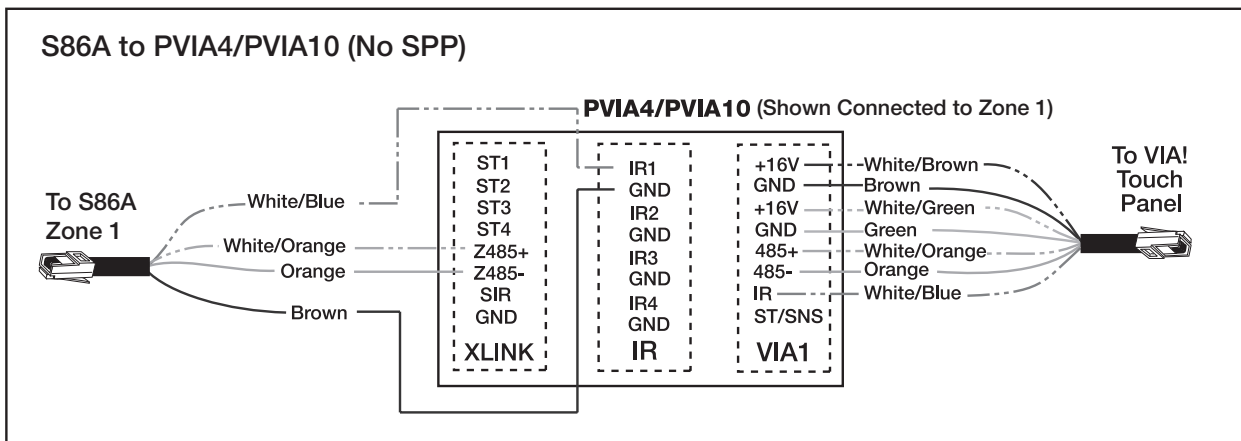 S86A to PVIA4/PVIA10 (No SPP)
PVIA4/PVIA10 (Shown Connected to Zone 1)
To S86A
Zone 1
White/Blue
White/Orange
Orange
Brown
ST1
ST2
ST3
ST4
Z485+
Z485-
SIR
GND
XLINK
IR1
GND
IR2
GND
IR3
GND
IR4
GND
IR
+16V
GND
+16V
GND
485+
485-
IR
ST/SNS
VIA1
White/Brown
Brown
White/Green
Green
White/Orange
Orange
White/Blue
To VIA!
Touch
Panel